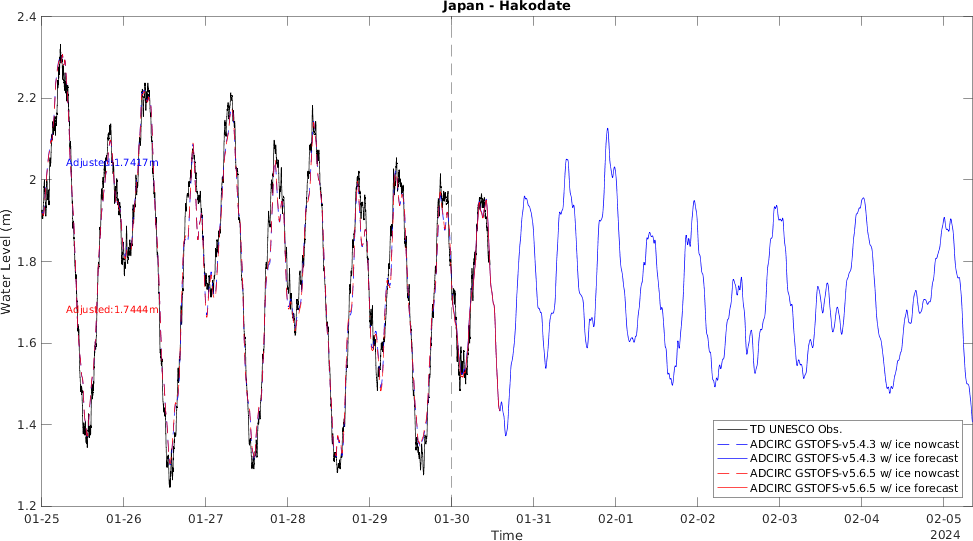 Japan - Hakodate
2.4
2.2
2
1.8
1.6
1.4
1.2
Water Level (m)
Adjusted:1.7417m
Adjusted:1.7444m
TD UNESCO Obs.
ADCIRC GSTOFS-v5.4.3 w/ ice nowcast
ADCIRC GSTOFS-v5.4.3 w/ ice forecast
ADCIRC GSTOFS-v5.6.5 w/ ice nowcast
ADCIRC GSTOFS-v5.6.5 w/ ice forecast
01-25 01-26 01-27 01-28 01-29 01-30 01-31 02-01 02-02 02-03 02-04 02-05
Time
2024